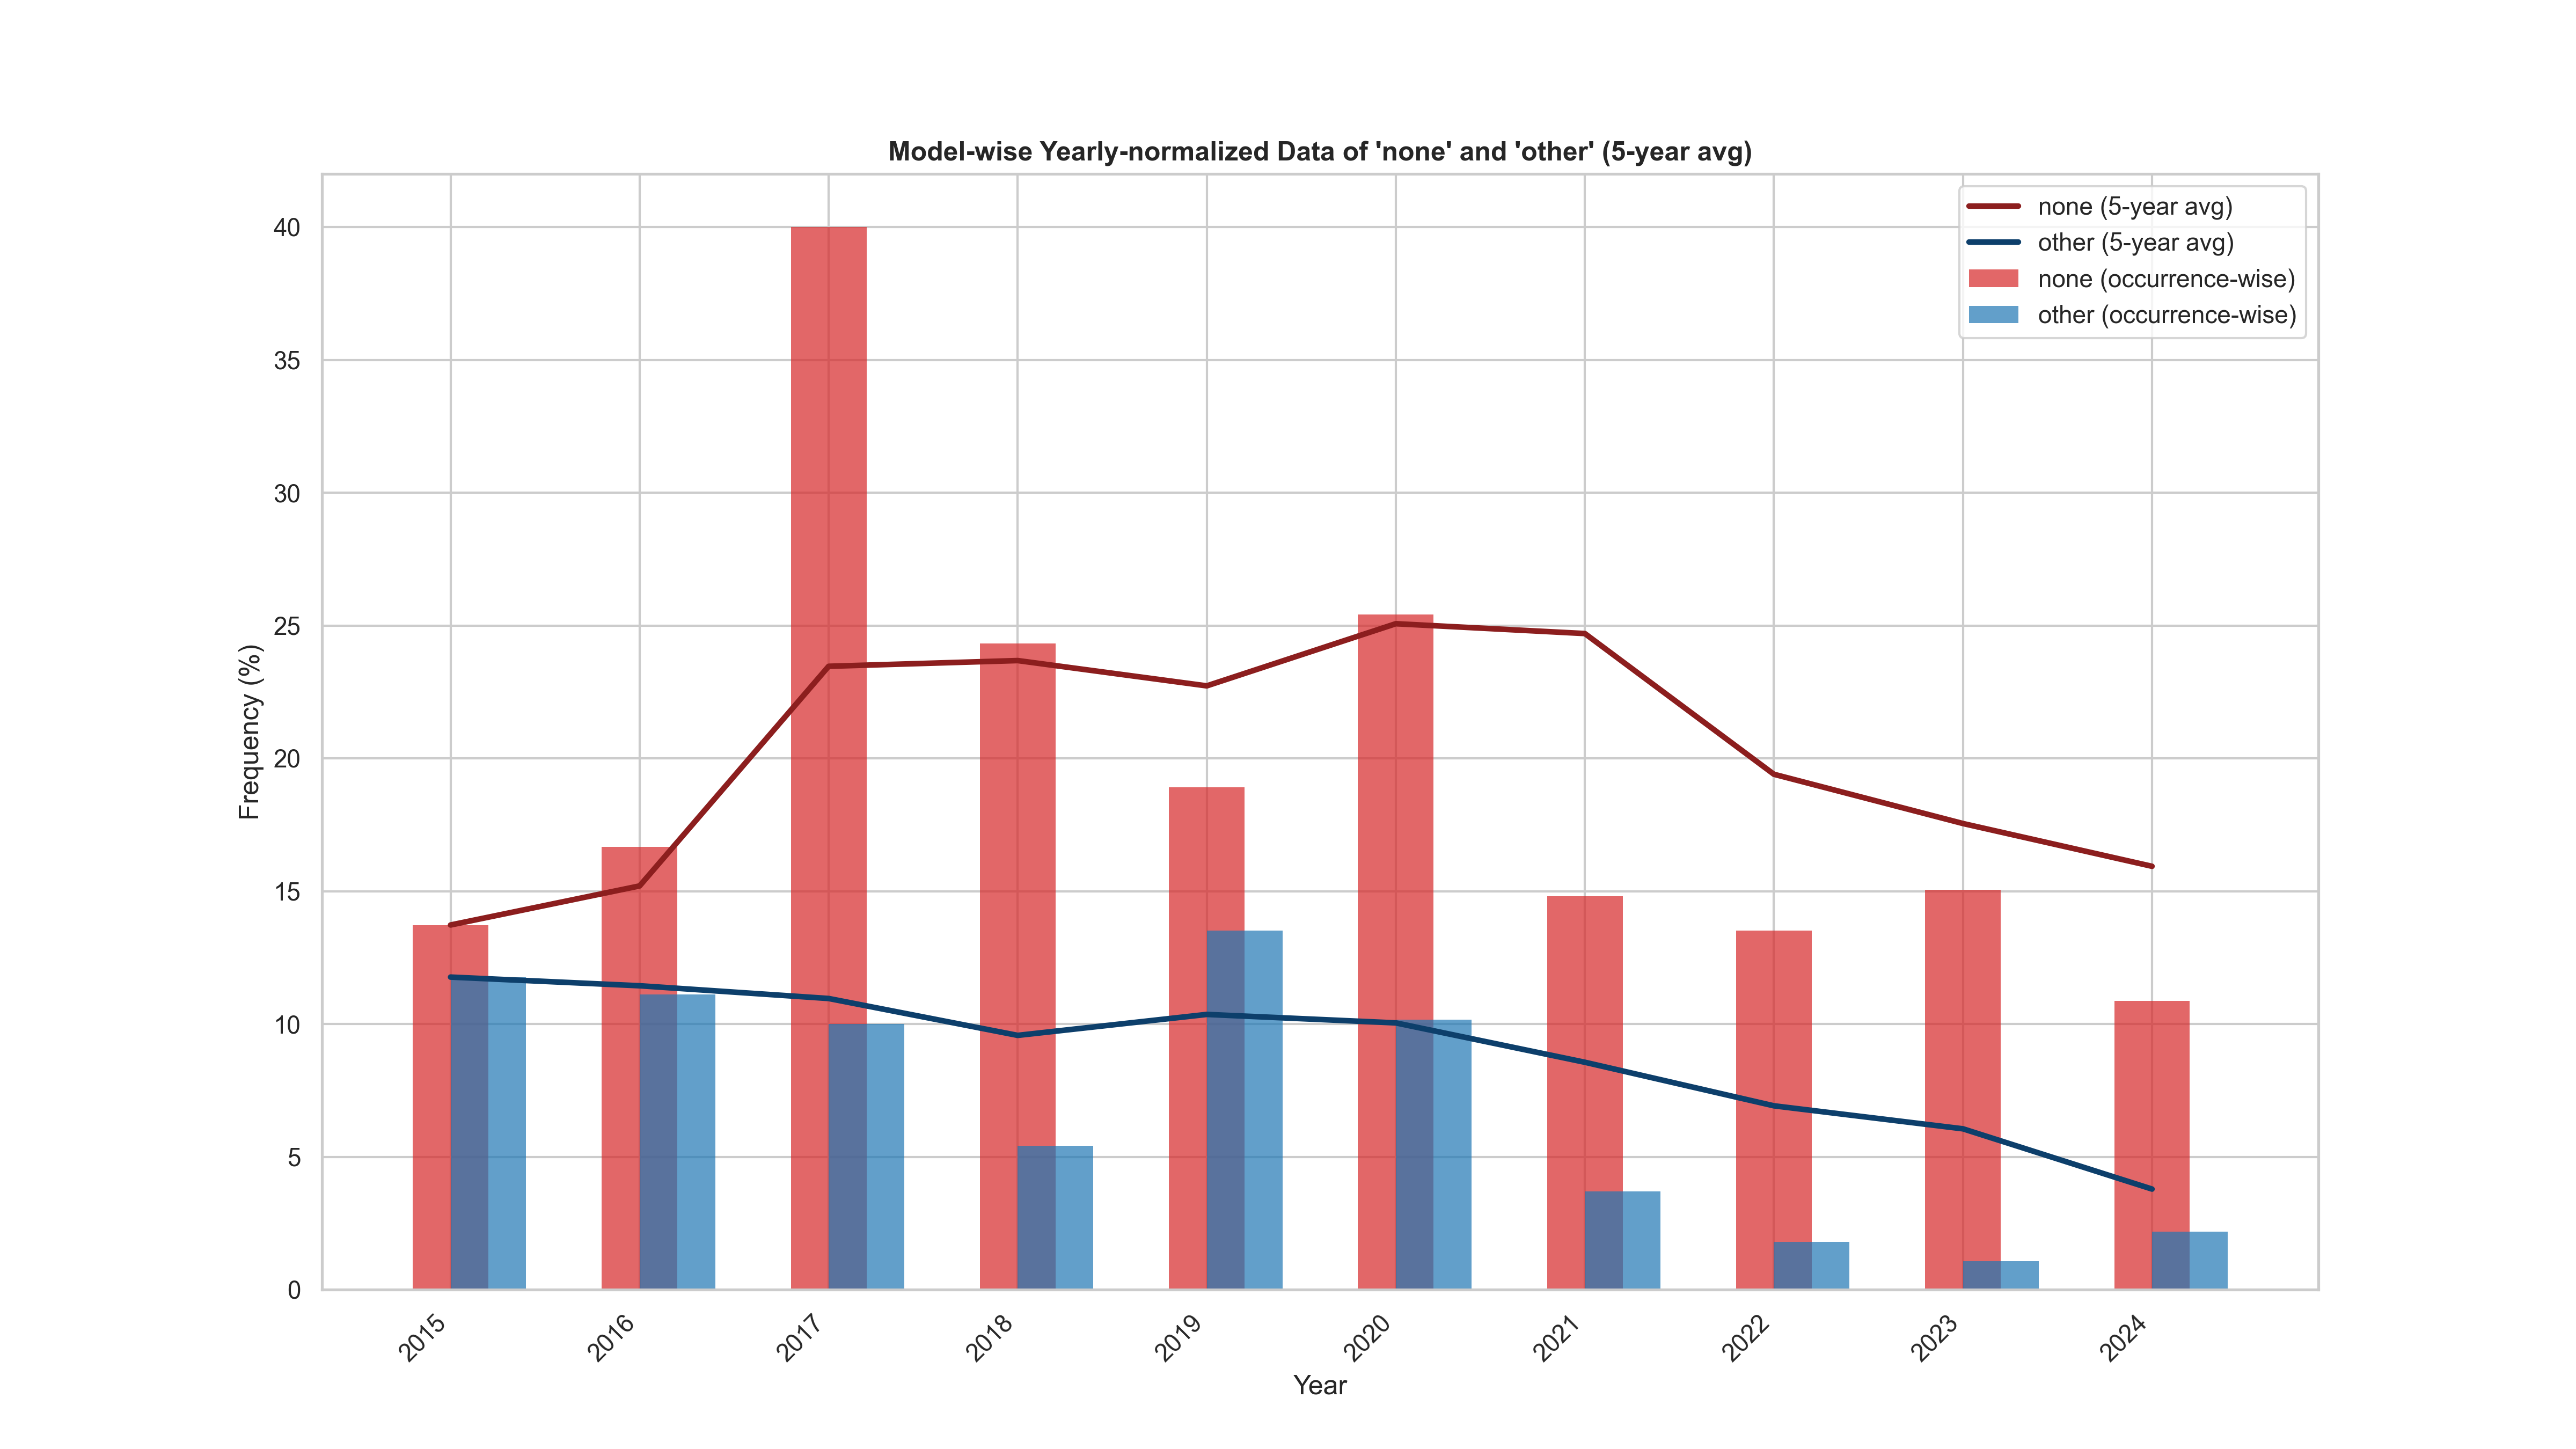 Model-wise Yearly-normalized Data of 'none' and 'other' (5-year avg)
none (5-year avg)
other (5-year avg)
none (occurrence-wise)
other (occurrence-wise)
Frequency (%)
40
35
30
25
20
15
10
5
0
2015
2016
2017
2018
2019
2020
2021
2022
2023
2024
Year